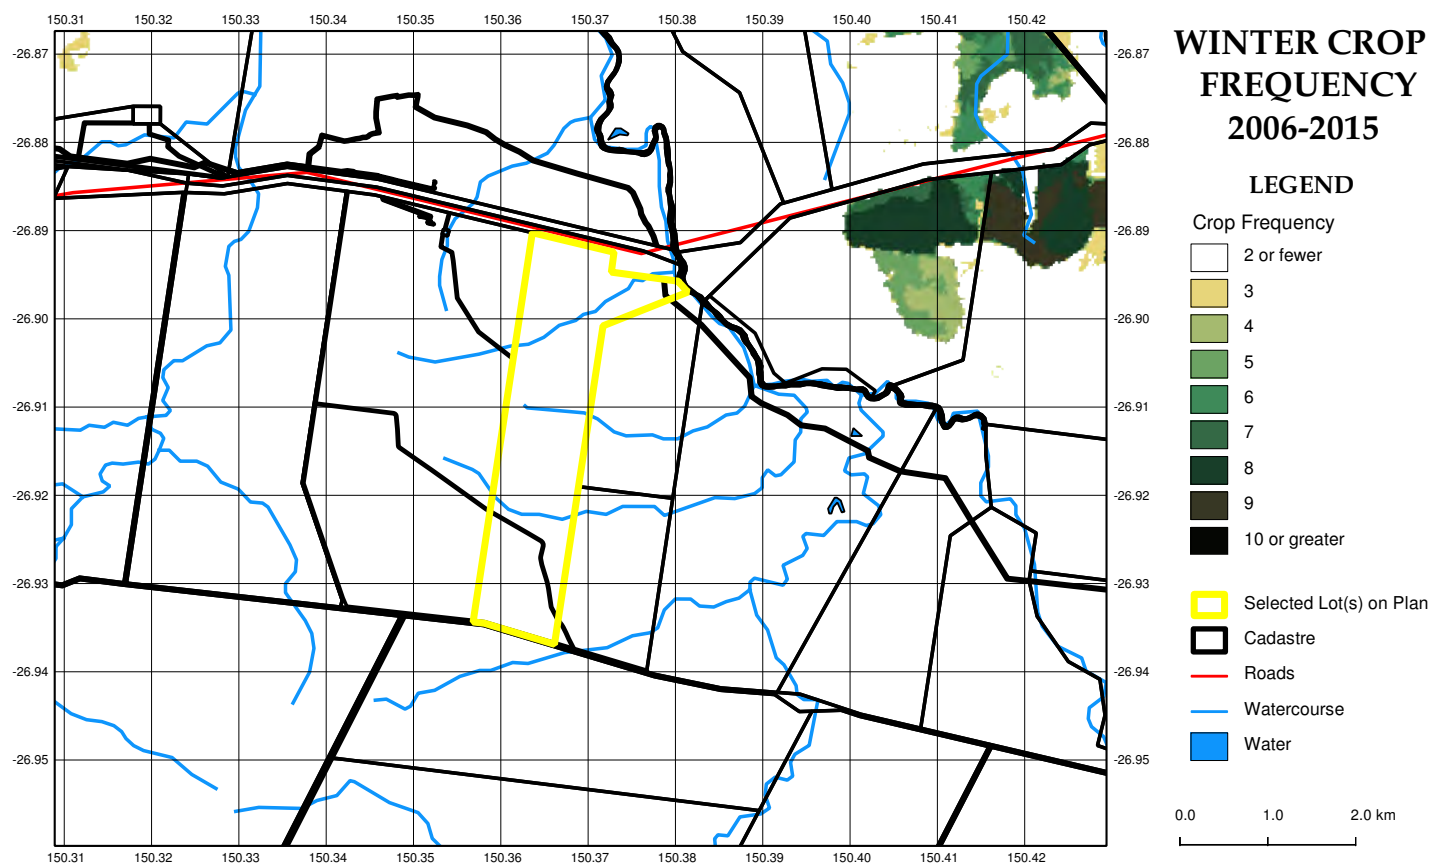 150.31 150.32 150.33 150.34 150.35 150.36 150.37 150.38 150.39 150.40 150.41 150.42
-26.87 -26.87
-26.88 -26.88
-26.89 -26.89
-26.90 -26.90
-26.91 -26.91
-26.92 -26.92
-26.93 -26.93
-26.94 -26.94
-26.95 -26.95
150.31 150.32 150.33 150.34 150.35 150.36 150.37 150.38 150.39 150.40 150.41 150.42
WINTER CROP
FREQUENCY
2006-2015
LEGEND
Crop Frequency
2 or fewer
3
4
5
6
7
8
9
10 or greater
Selected Lot(s) on Plan
Cadastre
Roads
Watercourse
Water
0.0 1.0 2.0 km